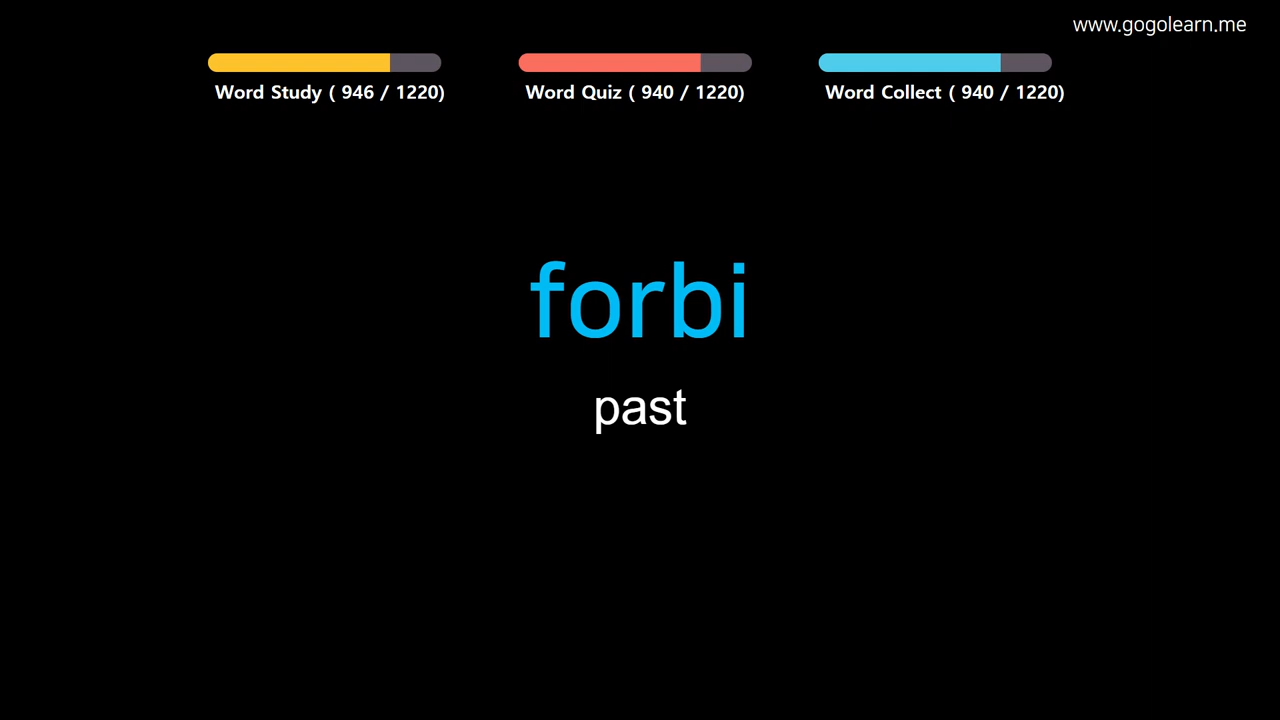 www.gogolearn.me
Word Study ( 946 / 1220)
Word Quiz ( 940 / 1220)
Word Collect ( 940 / 1220)
forbi
past